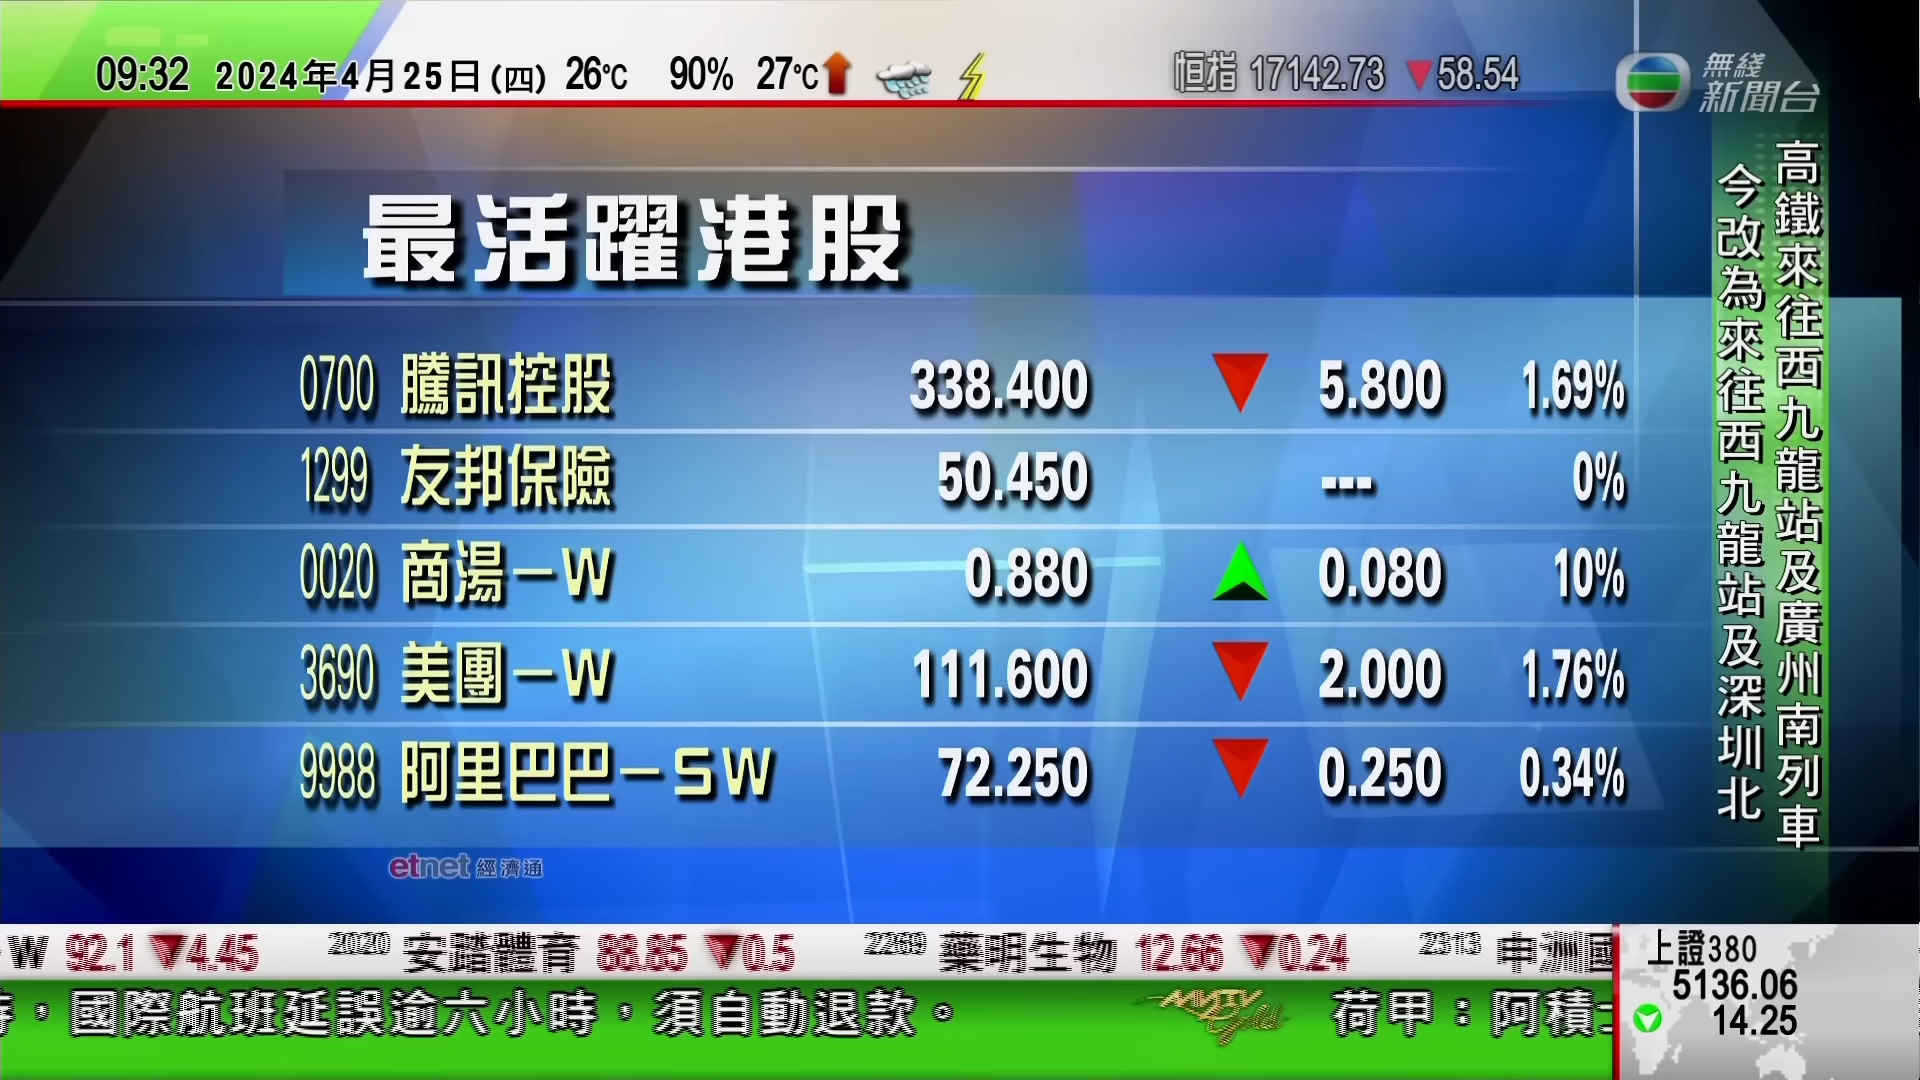 09:32 2024年4月25日(四) 26℃ 90% 27℃
恒指 17142.73 ▼58.54
無綫
新聞台
最活躍港股
0700 騰訊控股 338.400 ▼ 5.800 1.69%
1299 友邦保險 50.450 --- 0%
0020 商湯－W 0.880 ▲ 0.080 10%
3690 美團－W 111.600 ▼ 2.000 1.76%
9988 阿里巴巴－SW 72.250 ▼ 0.250 0.34%
etnet 經濟通
高鐵來往西九龍站及廣州南列車
今改為來往西九龍站及深圳北
W 92.1 ▼4.45 2020 安踏體育 88.85 ▼0.5 2269 藥明生物 12.66 ▼0.24 2313 申洲國
，國際航班延誤逾六小時，須自動退款。 荷甲：阿積
上證380
5136.06
14.25